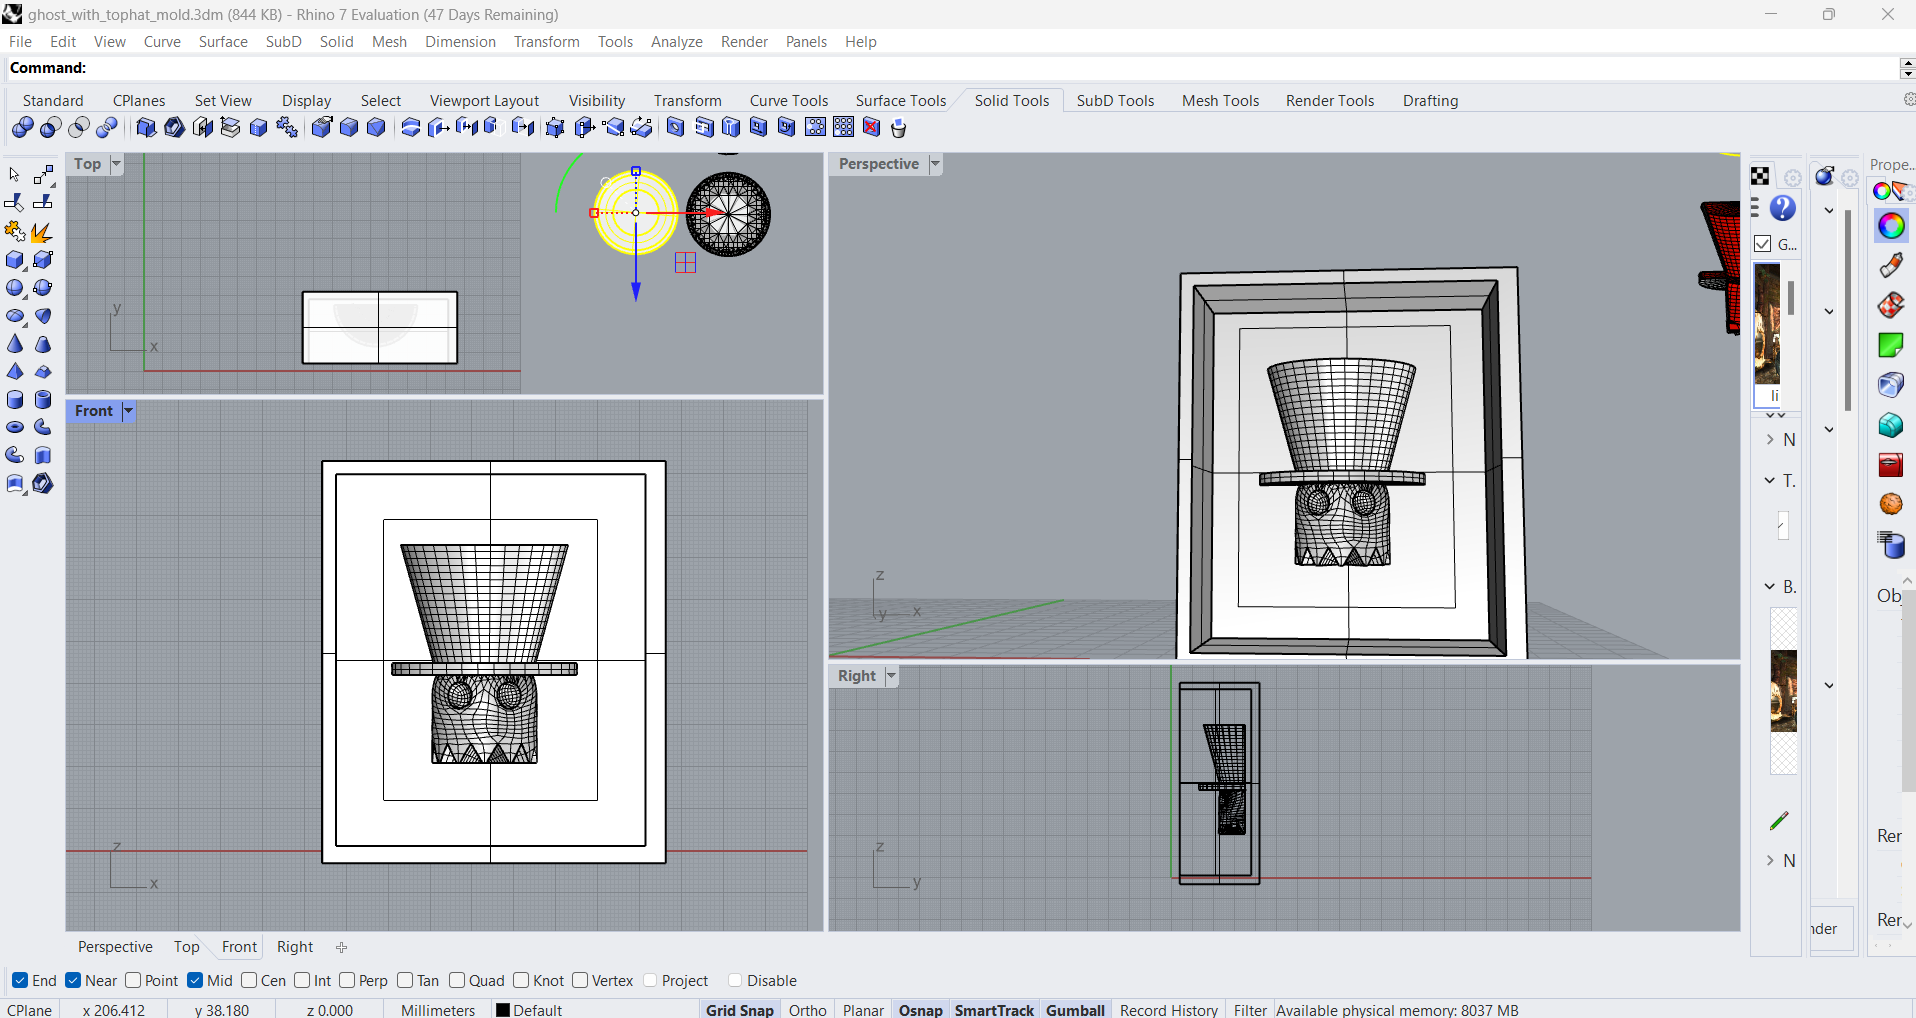 ghost_with_tophat_mold.3dm (844 KB) - Rhino 7 Evaluation (47 Days Remaining)
File Edit View Curve Surface SubD Solid Mesh Dimension Transform Tools Analyze Render Panels Help
Command:
Standard CPlanes Set View Display Select Viewport Layout Visibility Transform Curve Tools Surface Tools Solid Tools SubD Tools Mesh Tools Render Tools Drafting
Top
Perspective
Prope...
G...
y
x
li
Front
N
T.
z
y x
B.
Ob
Right
Rer
z
x
z
y
N
Rer
nder
Perspective Top Front Right
End Near Point Mid Cen Int Perp Tan Quad Knot Vertex Project Disable
CPlane x 206.412 y 38.180 z 0.000 Millimeters Default Grid Snap Ortho Planar Osnap SmartTrack Gumball Record History Filter Available physical memory: 8037 MB